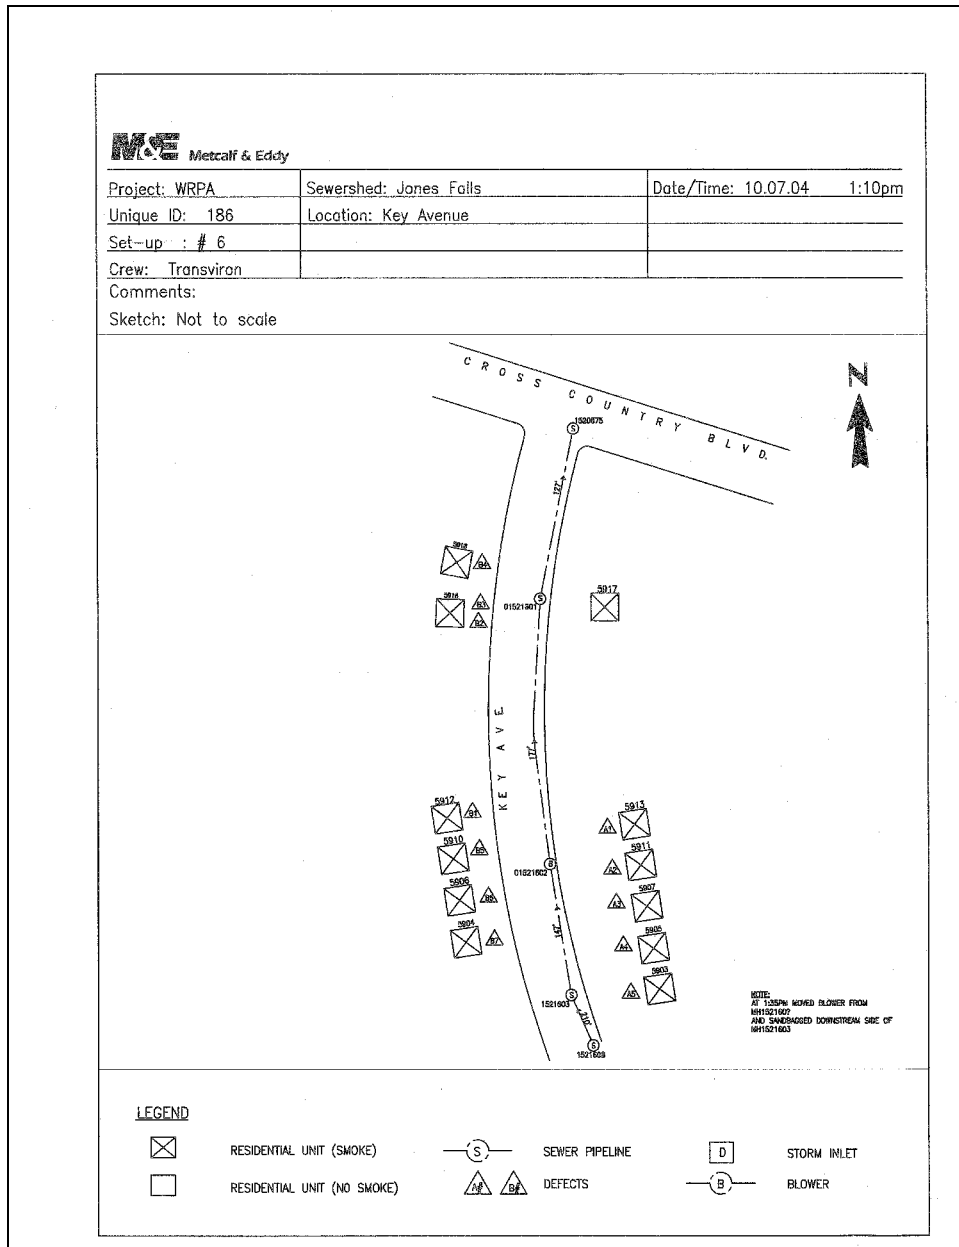 M&E Metcalf & Eddy
Project: WRPA
Sewershed: Jones Falls
Date/Time: 10.07.04 1:10pm
Unique ID: 186
Location: Key Avenue
Set-up : # 6
Crew: Transviron
Comments:
Sketch: Not to scale
N
CROSS COUNTRY BLVD.
1520675
127'
B4
5917
5916
B3
B2
01521601
KEY AVE.
177'
5912
B1
5913
A1
5910
B5
5911
A2
01521602
B
5906
B6
5907
A3
5904
B7
147'
5905
A4
5903
A5
1521603
210'
S
NOTE:
AT 1:35PM MOVED BLOWER FROM
AND SANDBAGGED DOWNSTREAM SIDE OF
MH1521603
LEGEND
RESIDENTIAL UNIT (SMOKE)
S SEWER PIPELINE
D STORM INLET
RESIDENTIAL UNIT (NO SMOKE)
A# B# DEFECTS
B BLOWER